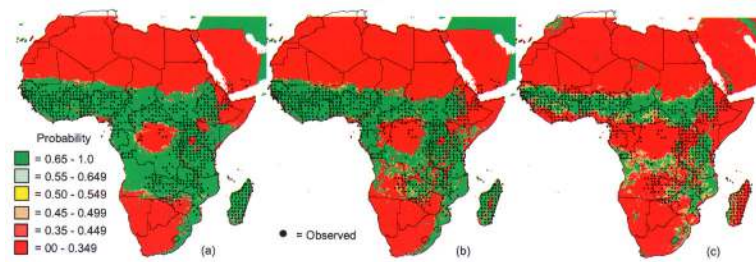 Probability
= 0.65 - 1.0
= 0.55 - 0.649
= 0.50 - 0.549
= 0.45 - 0.499
= 0.35 - 0.449
= 00 - 0.349
(a)
● = Observed
(b)
(c)